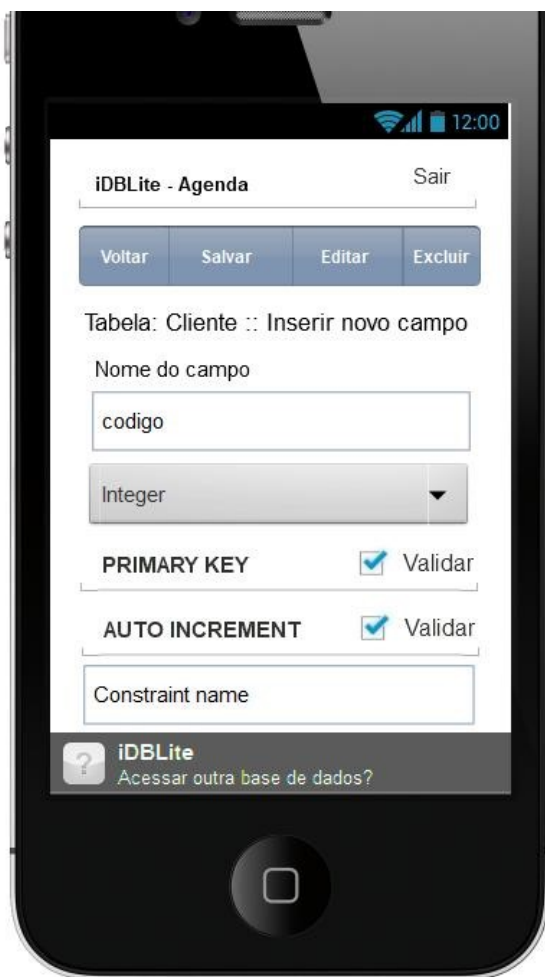 12:00
iDBLite - Agenda Sair
Voltar Salvar Editar Excluir
Tabela: Cliente :: Inserir novo campo
Nome do campo
codigo
Integer
PRIMARY KEY Validar
AUTO INCREMENT Validar
Constraint name
? iDBLite
Acessar outra base de dados?